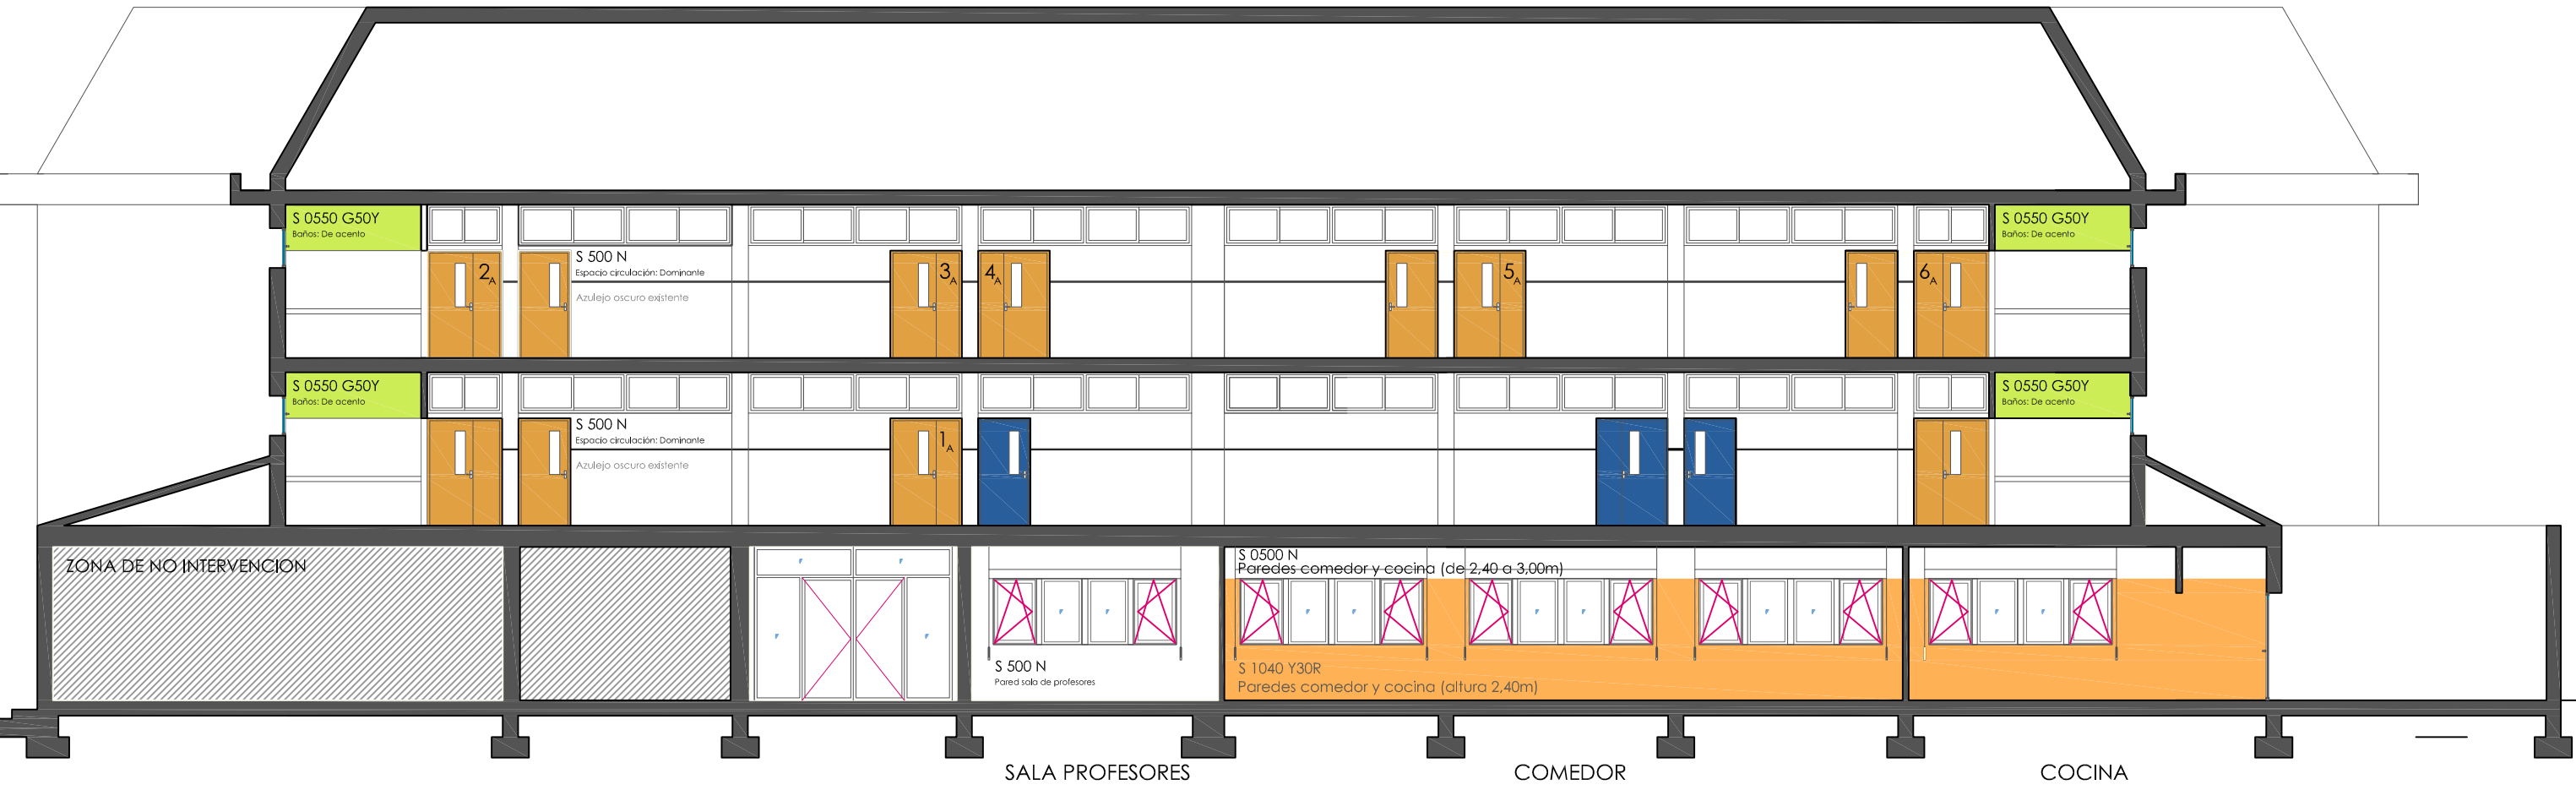 S 0550 G50Y
Baños: De acento
S 0550 G50Y
Baños: De acento
S 500 N
Espacio circulación: Dominante
Azulejo oscuro existente
2A
3A
4A
5A
6A
S 0550 G50Y
Baños: De acento
S 0550 G50Y
Baños: De acento
S 500 N
Espacio circulación: Dominante
Azulejo oscuro existente
1A
ZONA DE NO INTERVENCION
S 0500 N
Paredes comedor y cocina (de 2,40 a 3,00m)
S 500 N
Pared sala de profesores
S 1040 Y30R
Paredes comedor y cocina (altura 2,40m)
SALA PROFESORES
COMEDOR
COCINA